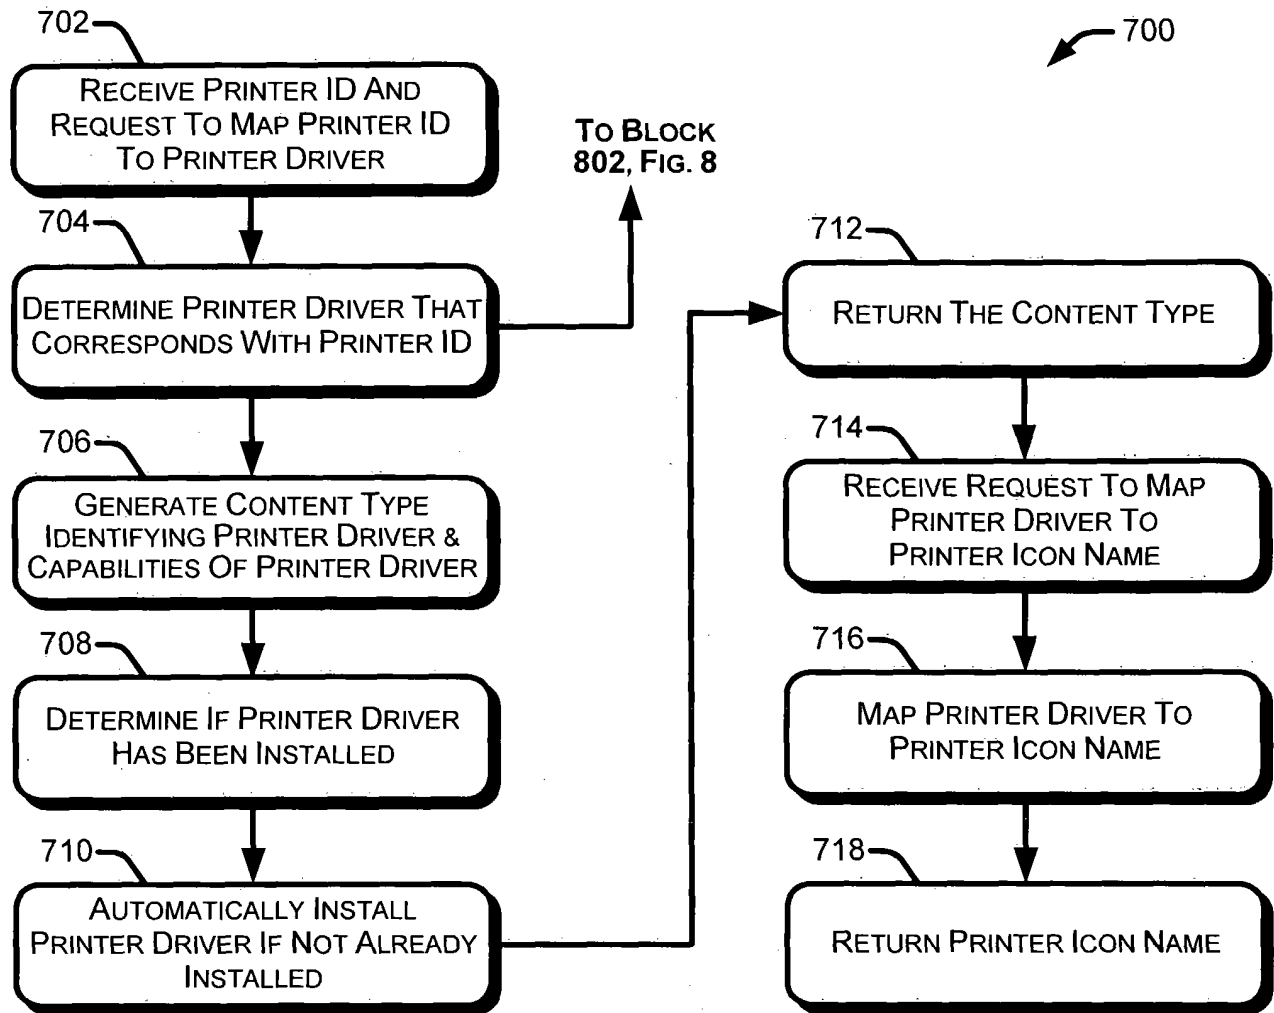 702
RECEIVE PRINTER ID AND
REQUEST TO MAP PRINTER ID
TO PRINTER DRIVER
704
DETERMINE PRINTER DRIVER THAT
CORRESPONDS WITH PRINTER ID
TO BLOCK
802, FIG. 8
706
GENERATE CONTENT TYPE
IDENTIFYING PRINTER DRIVER &
CAPABILITIES OF PRINTER DRIVER
708
DETERMINE IF PRINTER DRIVER
HAS BEEN INSTALLED
710
AUTOMATICALLY INSTALL
PRINTER DRIVER IF NOT ALREADY
INSTALLED
700
712
RETURN THE CONTENT TYPE
714
RECEIVE REQUEST TO MAP
PRINTER DRIVER TO
PRINTER ICON NAME
716
MAP PRINTER DRIVER TO
PRINTER ICON NAME
718
RETURN PRINTER ICON NAME